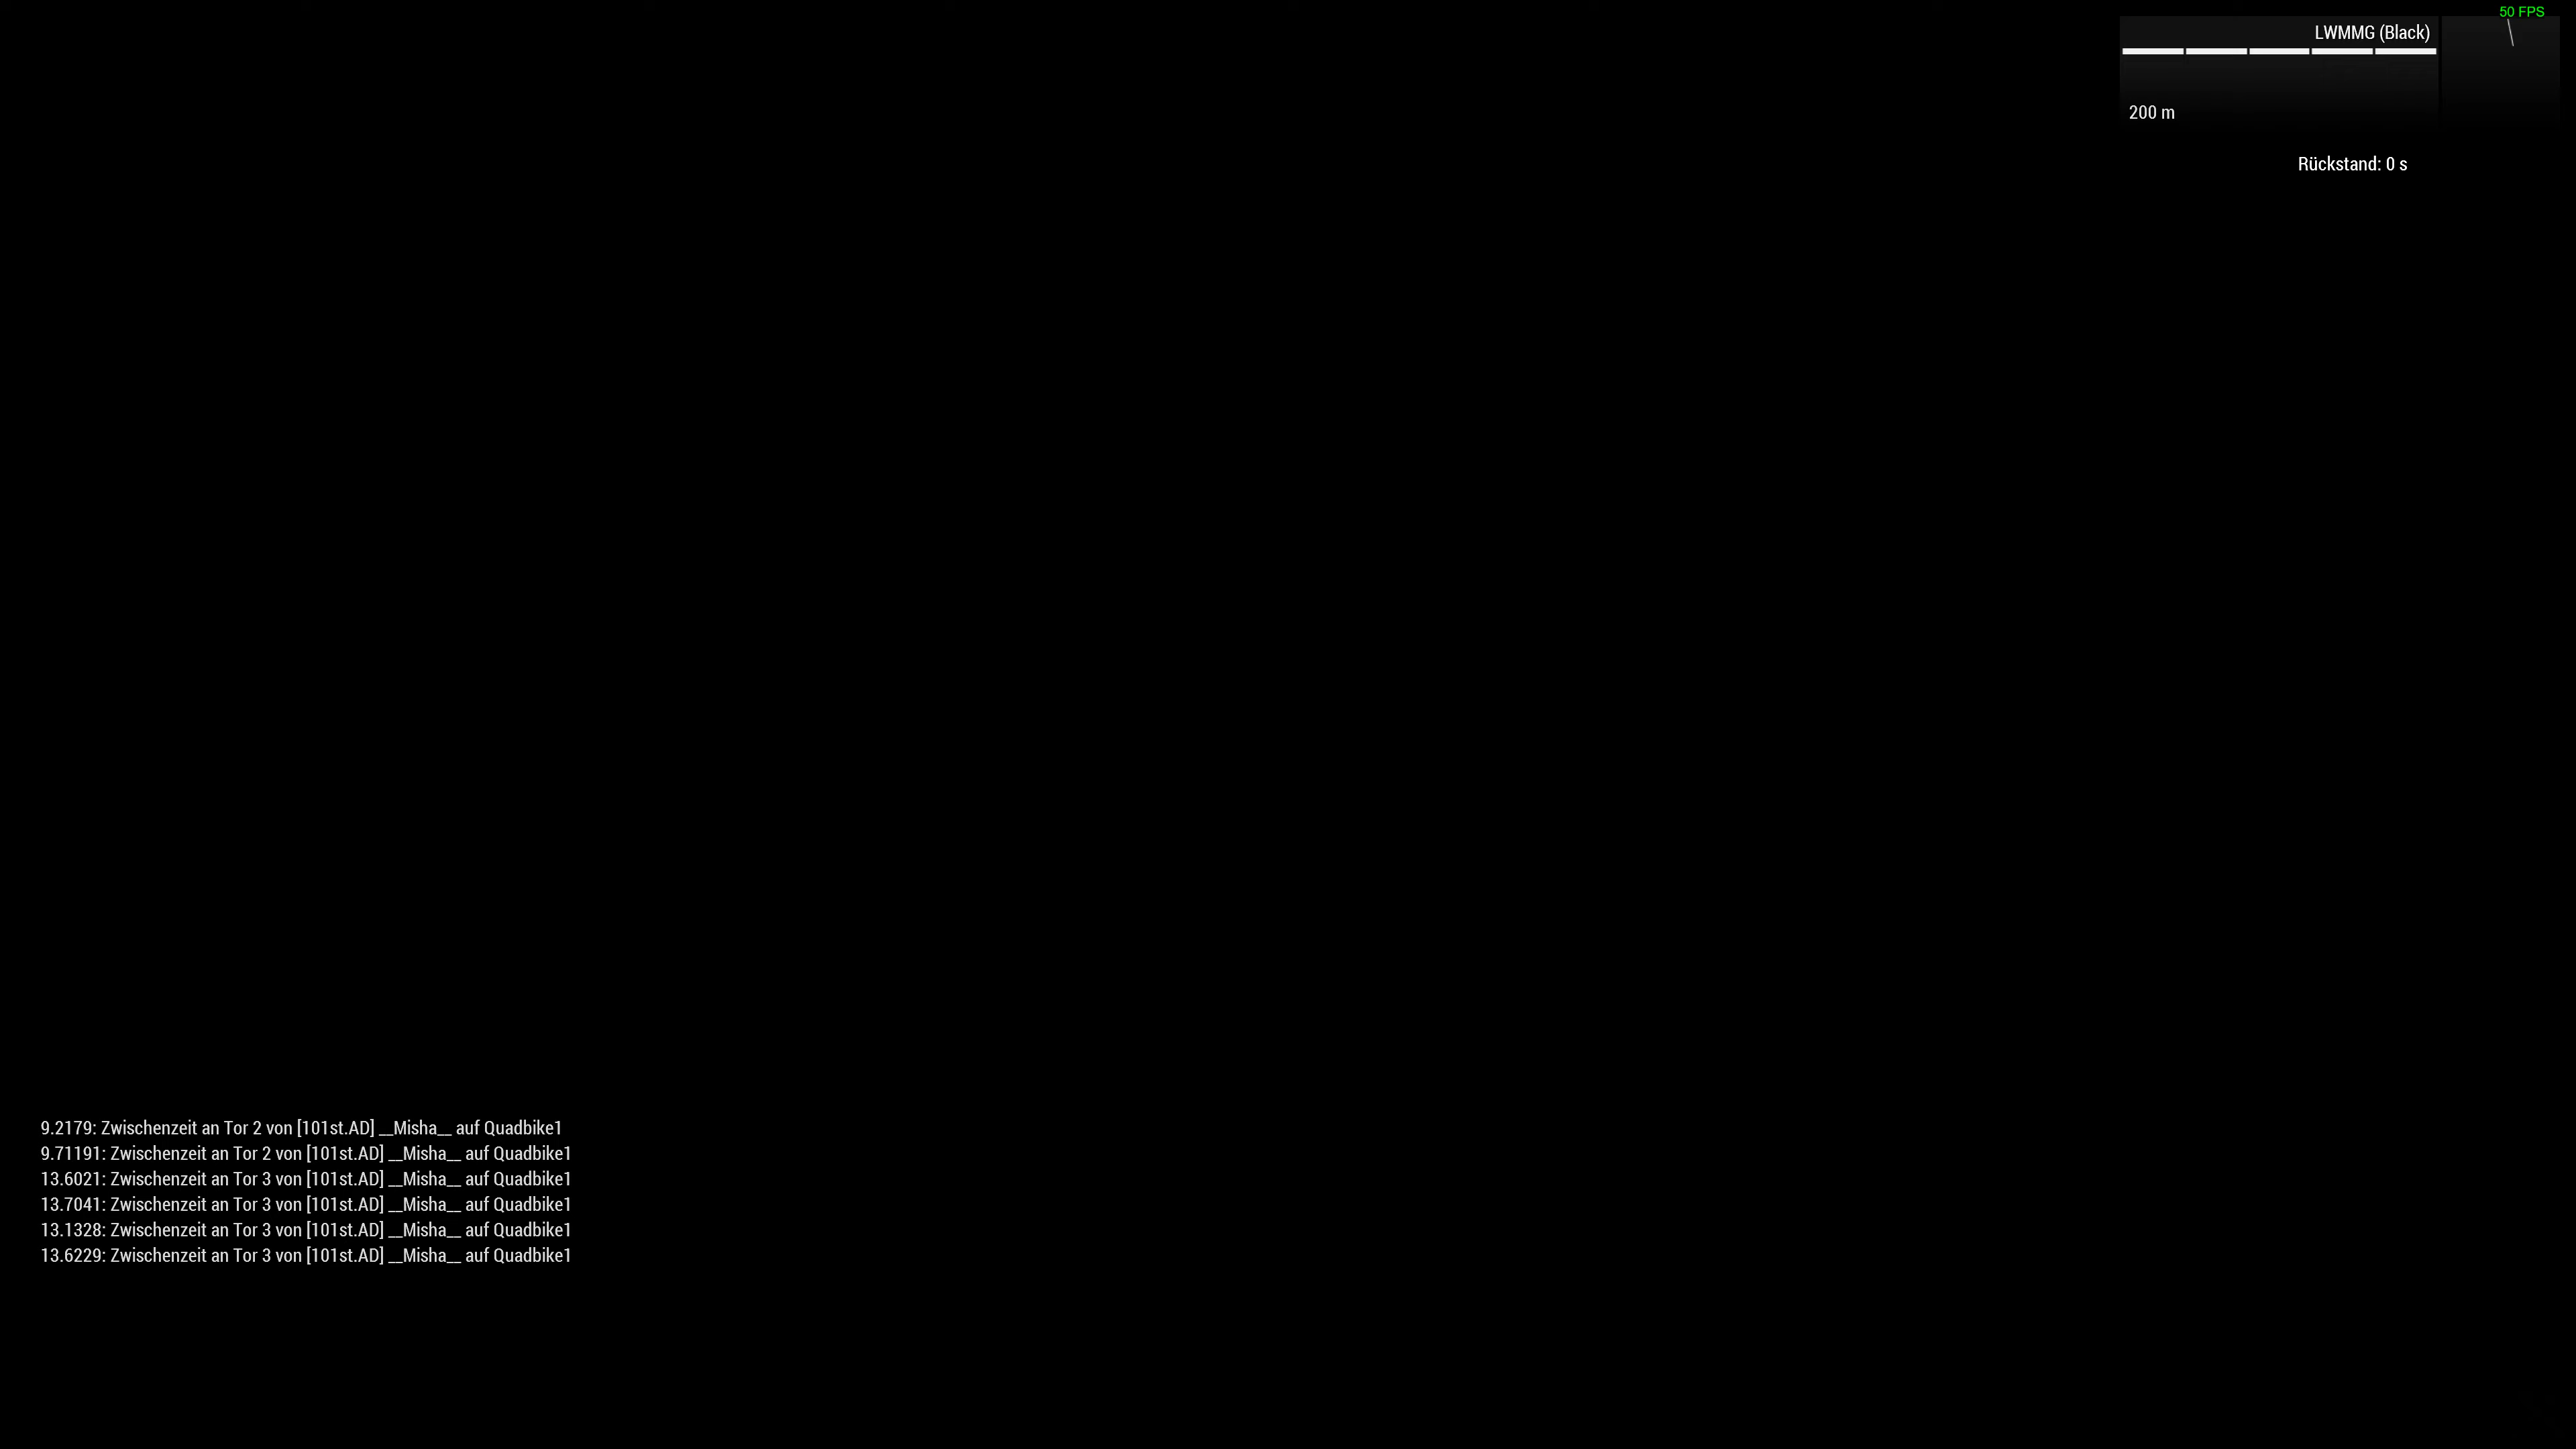 50 FPS
LWMMG (Black)
200 m
Rückstand: 0 s
9.2179: Zwischenzeit an Tor 2 von [101st.AD] __Misha__ auf Quadbike1
9.71191: Zwischenzeit an Tor 2 von [101st.AD] __Misha__ auf Quadbike1
13.6021: Zwischenzeit an Tor 3 von [101st.AD] __Misha__ auf Quadbike1
13.7041: Zwischenzeit an Tor 3 von [101st.AD] __Misha__ auf Quadbike1
13.1328: Zwischenzeit an Tor 3 von [101st.AD] __Misha__ auf Quadbike1
13.6229: Zwischenzeit an Tor 3 von [101st.AD] __Misha__ auf Quadbike1